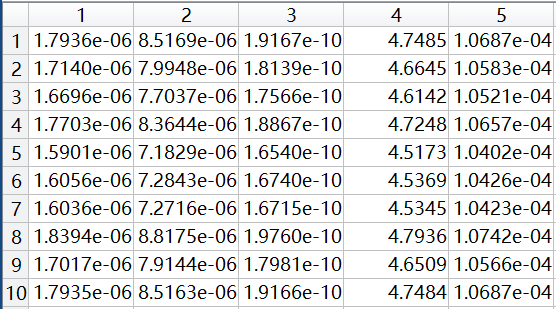 1 2 3 4 5
1 1.7936e-06 8.5169e-06 1.9167e-10 4.7485 1.0687e-04
2 1.7140e-06 7.9948e-06 1.8139e-10 4.6645 1.0583e-04
3 1.6696e-06 7.7037e-06 1.7566e-10 4.6142 1.0521e-04
4 1.7703e-06 8.3644e-06 1.8867e-10 4.7248 1.0657e-04
5 1.5901e-06 7.1829e-06 1.6540e-10 4.5173 1.0402e-04
6 1.6056e-06 7.2843e-06 1.6740e-10 4.5369 1.0426e-04
7 1.6036e-06 7.2716e-06 1.6715e-10 4.5345 1.0423e-04
8 1.8394e-06 8.8175e-06 1.9760e-10 4.7936 1.0742e-04
9 1.7017e-06 7.9144e-06 1.7981e-10 4.6509 1.0566e-04
10 1.7935e-06 8.5163e-06 1.9166e-10 4.7484 1.0687e-04